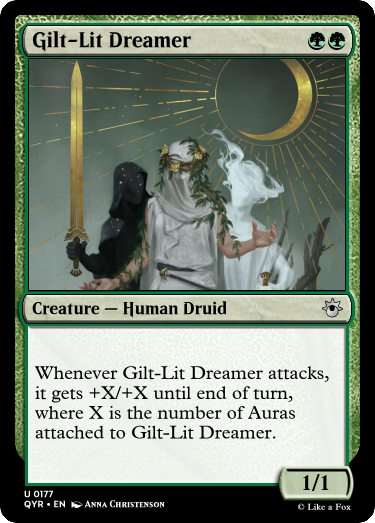 Gilt-Lit Dreamer
Creature — Human Druid
Whenever Gilt-Lit Dreamer attacks,
it gets +X/+X until end of turn,
where X is the number of Auras
attached to Gilt-Lit Dreamer.
1/1
U 0177
QYR • EN Anna Christenson
© Like a Fox